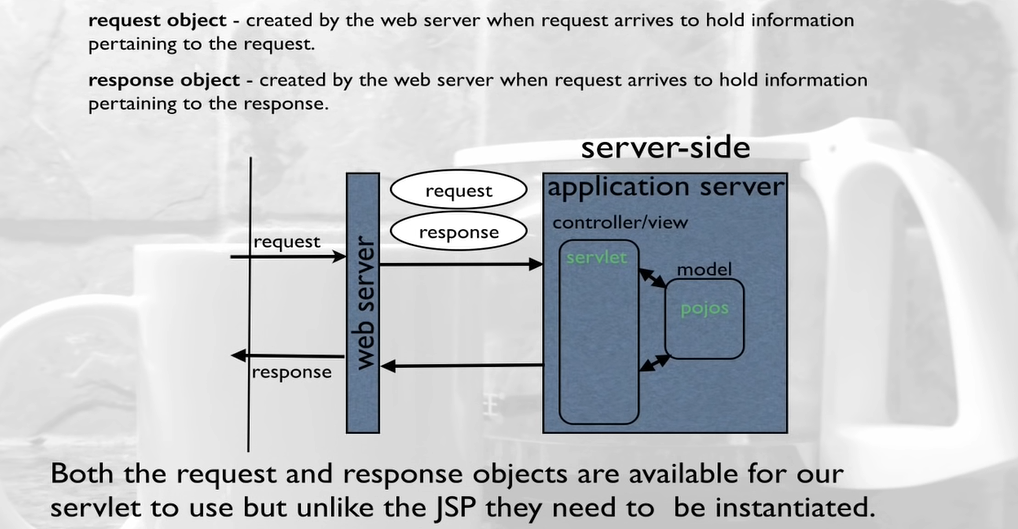 request object - created by the web server when request arrives to hold information
pertaining to the request.
response object - created by the web server when request arrives to hold information
pertaining to the response.
server-side
application server
request
response
controller/view
web server
request
servlet
model
pojos
response
Both the request and response objects are available for our
servlet to use but unlike the JSP they need to  be instantiated.